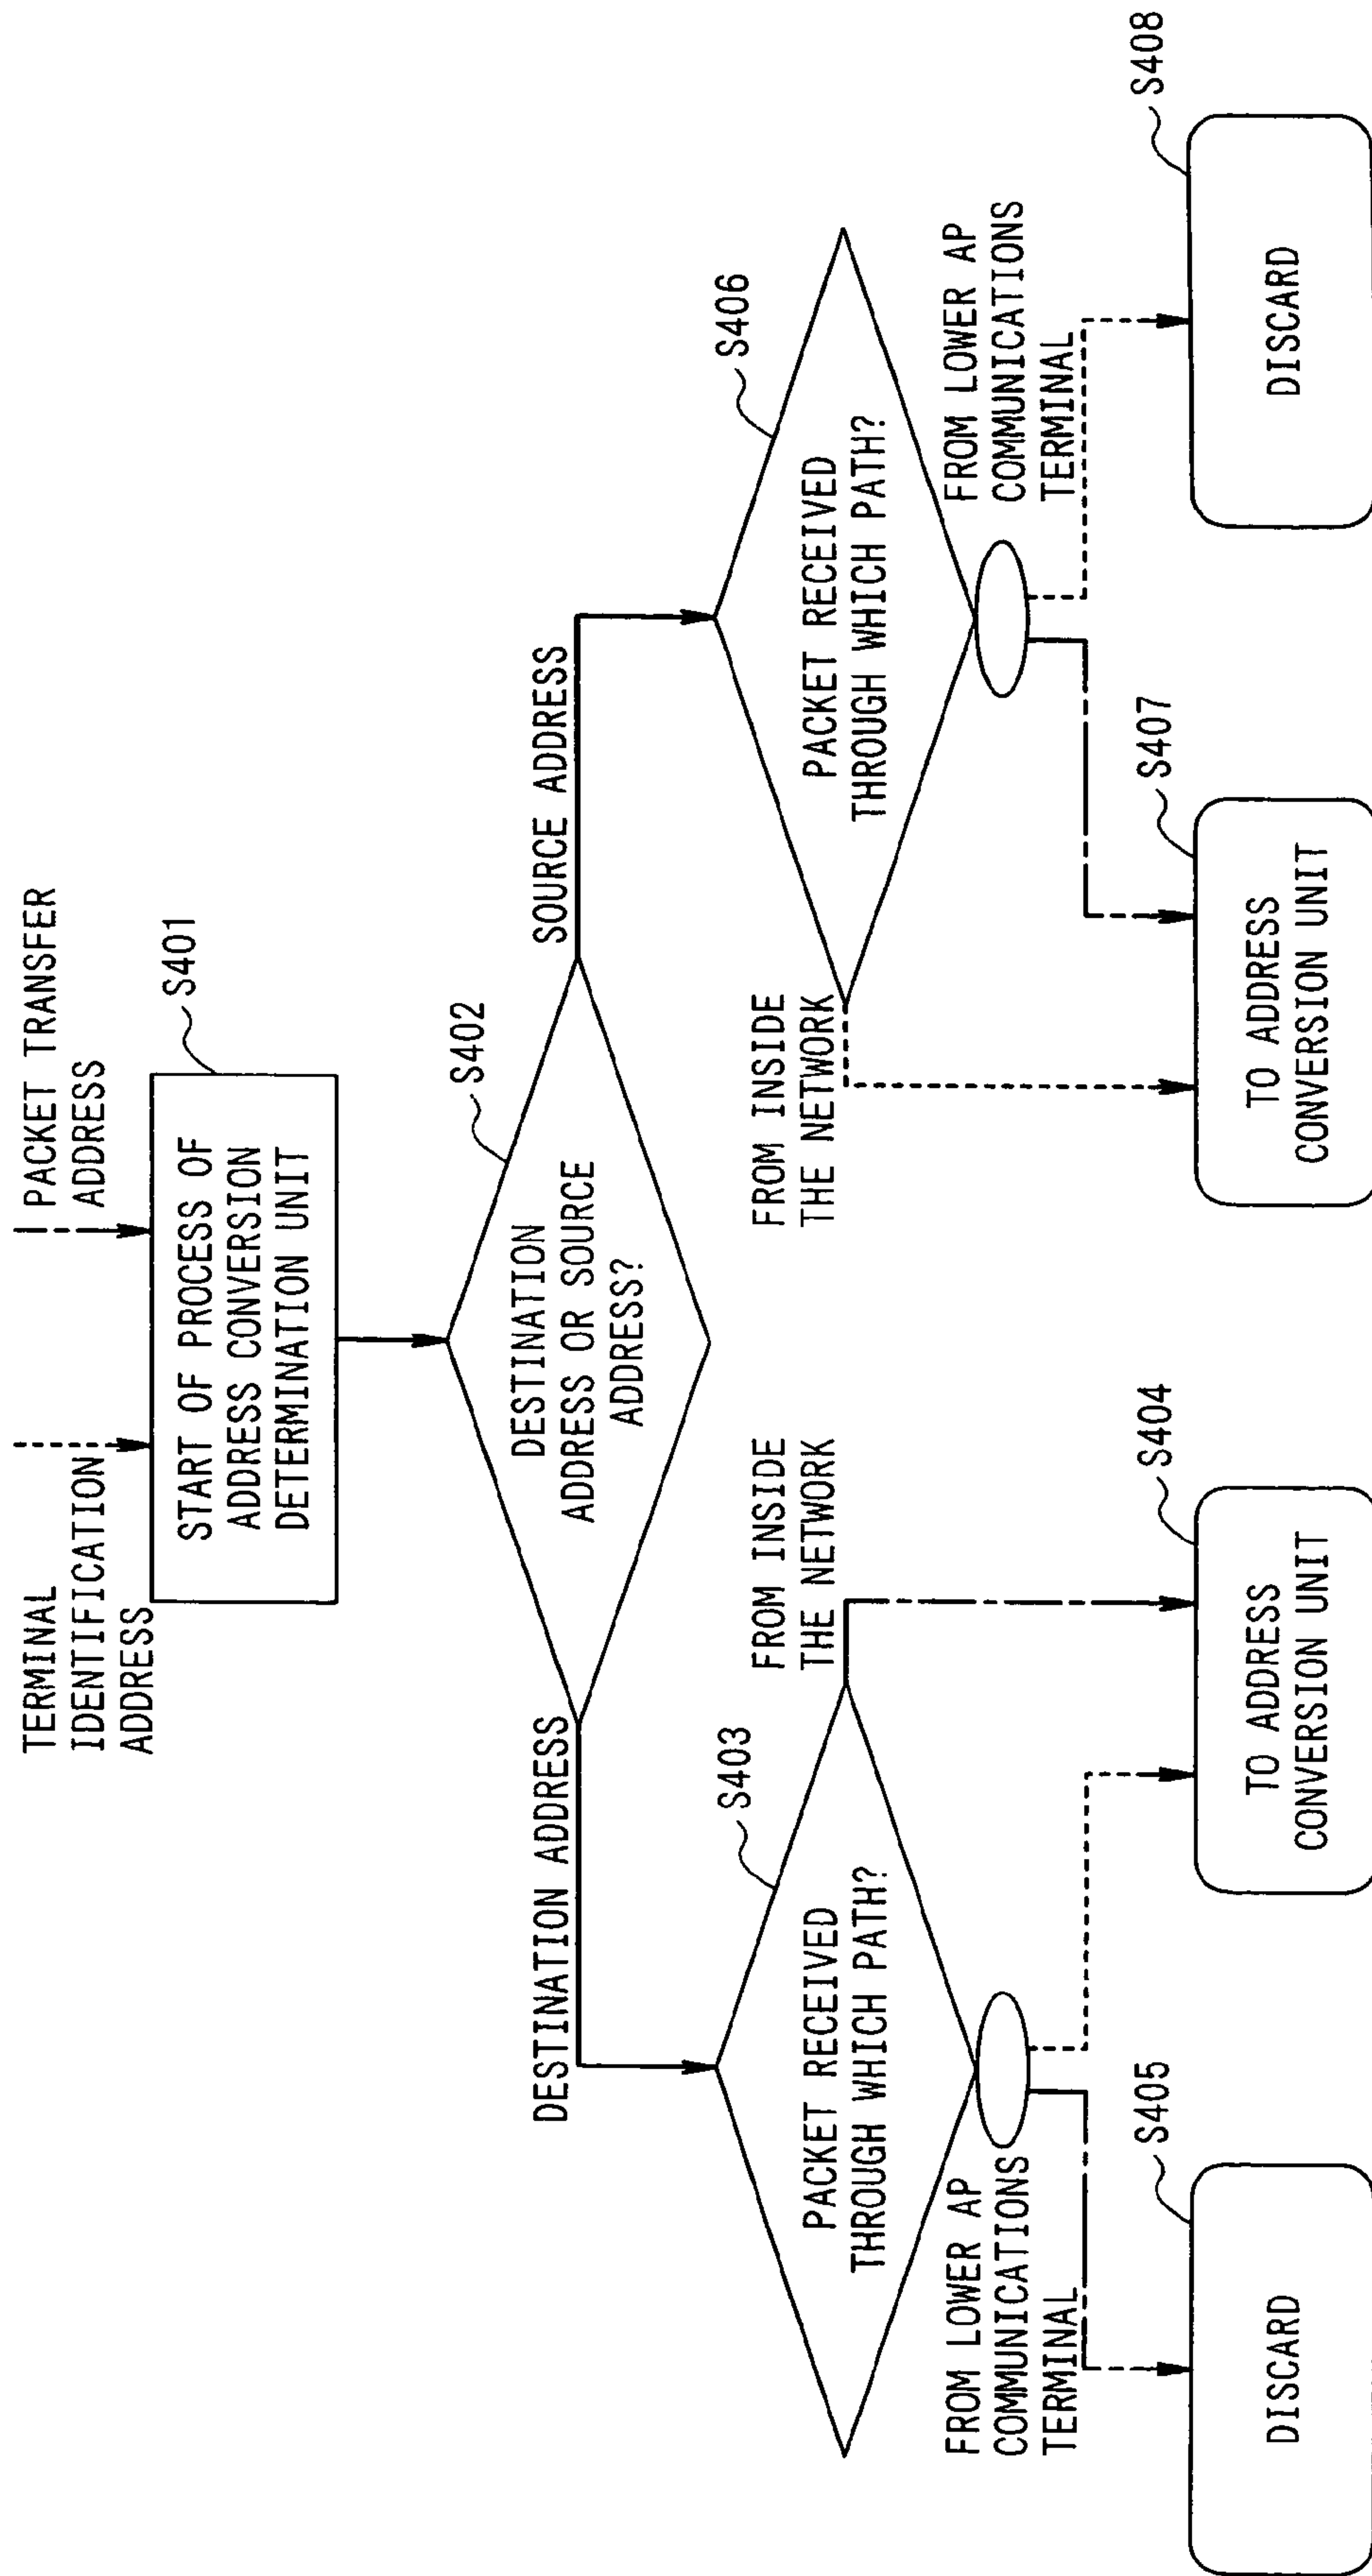 TERMINAL
IDENTIFICATION
ADDRESS
PACKET TRANSFER
ADDRESS
START OF PROCESS OF
ADDRESS CONVERSION
DETERMINATION UNIT
S401
DESTINATION
ADDRESS OR SOURCE
ADDRESS?
S402
DESTINATION ADDRESS
SOURCE ADDRESS
PACKET RECEIVED
THROUGH WHICH PATH?
S403
FROM INSIDE
THE NETWORK
FROM INSIDE
THE NETWORK
PACKET RECEIVED
THROUGH WHICH PATH?
S406
FROM LOWER AP
COMMUNICATIONS
TERMINAL
FROM LOWER AP
COMMUNICATIONS
TERMINAL
DISCARD
S405
TO ADDRESS
CONVERSION UNIT
S404
TO ADDRESS
CONVERSION UNIT
S407
DISCARD
S408